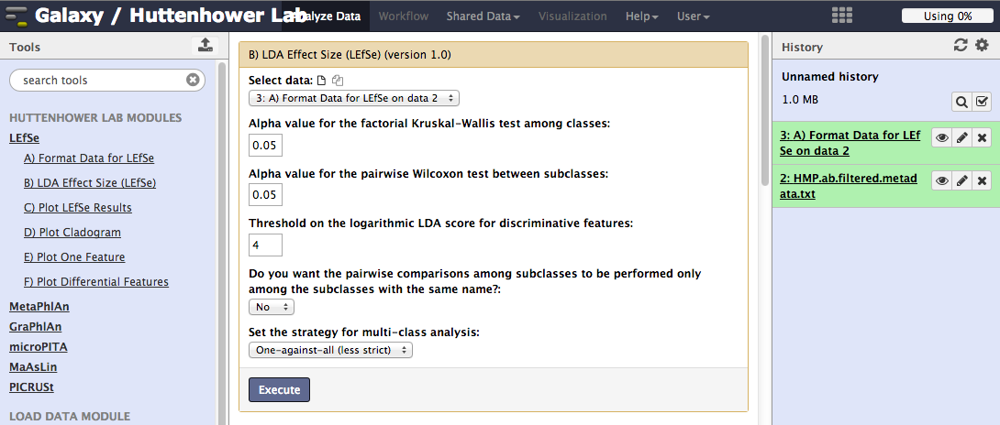 Galaxy / Huttenhower Lab
Analyze Data Workflow Shared Data Visualization Help User
Using 0%
Tools
search tools
HUTTENHOWER LAB MODULES
LEfSe
A) Format Data for LEfSe
B) LDA Effect Size (LEfSe)
C) Plot LEfSe Results
D) Plot Cladogram
E) Plot One Feature
F) Plot Differential Features
MetaPhlAn
GraPhlAn
microPITA
MaAsLin
PICRUSt
LOAD DATA MODULE
B) LDA Effect Size (LEfSe) (version 1.0)
Select data:
3: A) Format Data for LEfSe on data 2
Alpha value for the factorial Kruskal-Wallis test among classes:
0.05
Alpha value for the pairwise Wilcoxon test between subclasses:
0.05
Threshold on the logarithmic LDA score for discriminative features:
4
Do you want the pairwise comparisons among subclasses to be performed only
among the subclasses with the same name?:
No
Set the strategy for multi-class analysis:
One-against-all (less strict)
Execute
History
Unnamed history
1.0 MB
3: A) Format Data for LEf
Se on data 2
2: HMP.ab.filtered.metad
ata.txt